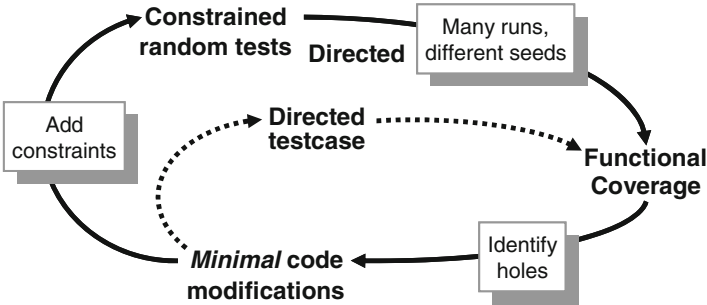 Constrained
random tests
Directed
Many runs,
different seeds
Add
constraints
Directed
testcase
Functional
Coverage
Identify
holes
Minimal code
modifications